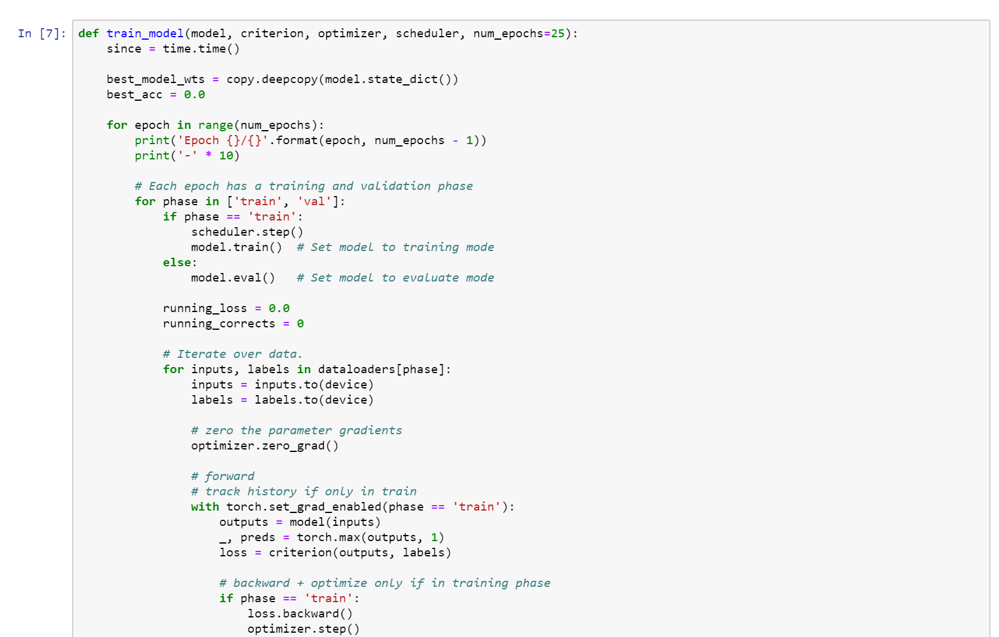 In [7]: def train_model(model, criterion, optimizer, scheduler, num_epochs=25):
    since = time.time()

    best_model_wts = copy.deepcopy(model.state_dict())
    best_acc = 0.0

    for epoch in range(num_epochs):
        print('Epoch {}/{}'.format(epoch, num_epochs - 1))
        print('-' * 10)

        # Each epoch has a training and validation phase
        for phase in ['train', 'val']:
            if phase == 'train':
                scheduler.step()
                model.train()  # Set model to training mode
            else:
                model.eval()   # Set model to evaluate mode

            running_loss = 0.0
            running_corrects = 0

            # Iterate over data.
            for inputs, labels in dataloaders[phase]:
                inputs = inputs.to(device)
                labels = labels.to(device)

                # zero the parameter gradients
                optimizer.zero_grad()

                # forward
                # track history if only in train
                with torch.set_grad_enabled(phase == 'train'):
                    outputs = model(inputs)
                    _, preds = torch.max(outputs, 1)
                    loss = criterion(outputs, labels)

                    # backward + optimize only if in training phase
                    if phase == 'train':
                        loss.backward()
                        optimizer.step()